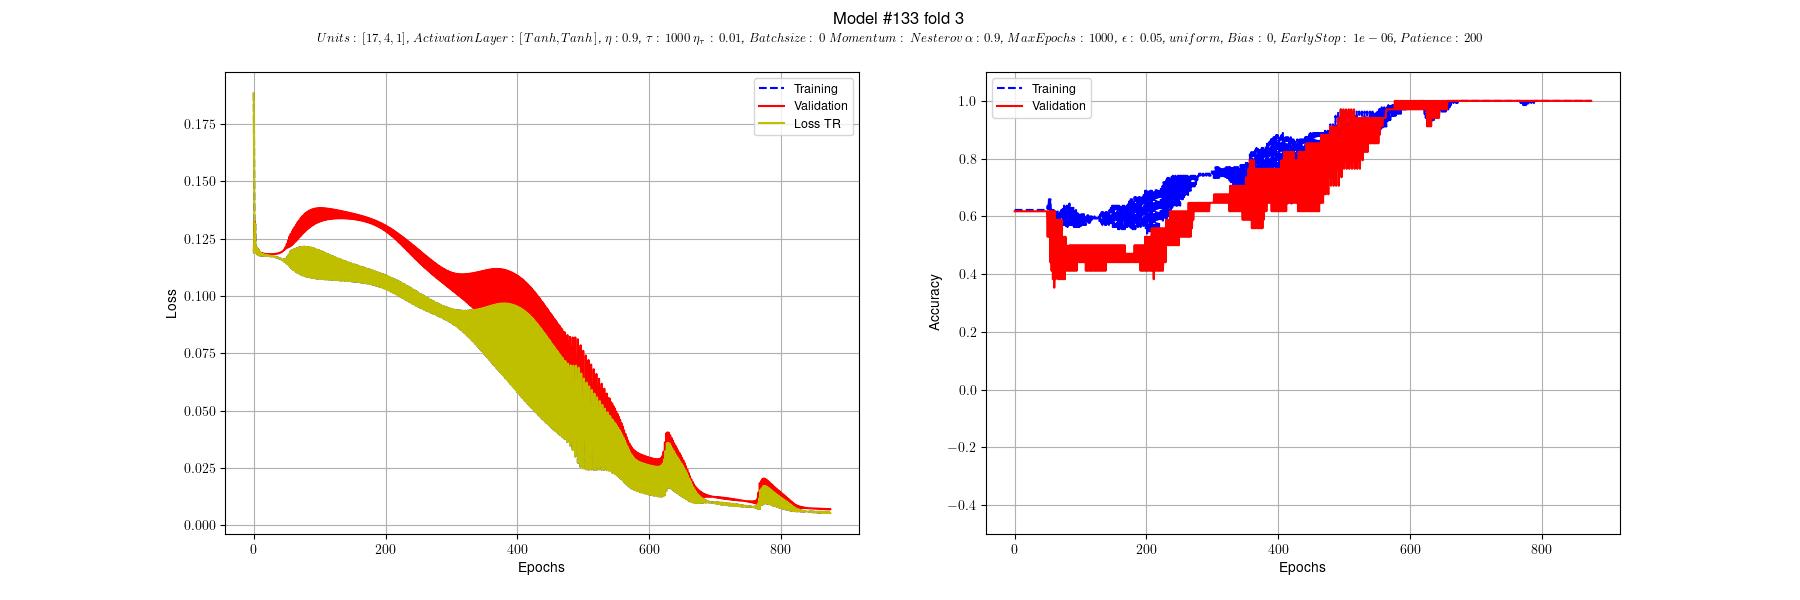 Model #133 fold 3
Units : [17, 4, 1], ActivationLayer : [Tanh, Tanh], η : 0.9, τ : 1000 ητ : 0.01, Batchsize : 0 Momentum : Nesterov α : 0.9, MaxEpochs : 1000, ϵ : 0.05, uniform, Bias : 0, EarlyStop : 1e − 06, Patience : 200
Training
Validation
Loss TR
0.175
0.150
0.125
0.100
0.075
0.050
0.025
0.000
Loss
0
200
400
600
800
Epochs
Training
Validation
1.0
0.8
0.6
0.4
0.2
0.0
−0.2
−0.4
Accuracy
0
200
400
600
800
Epochs